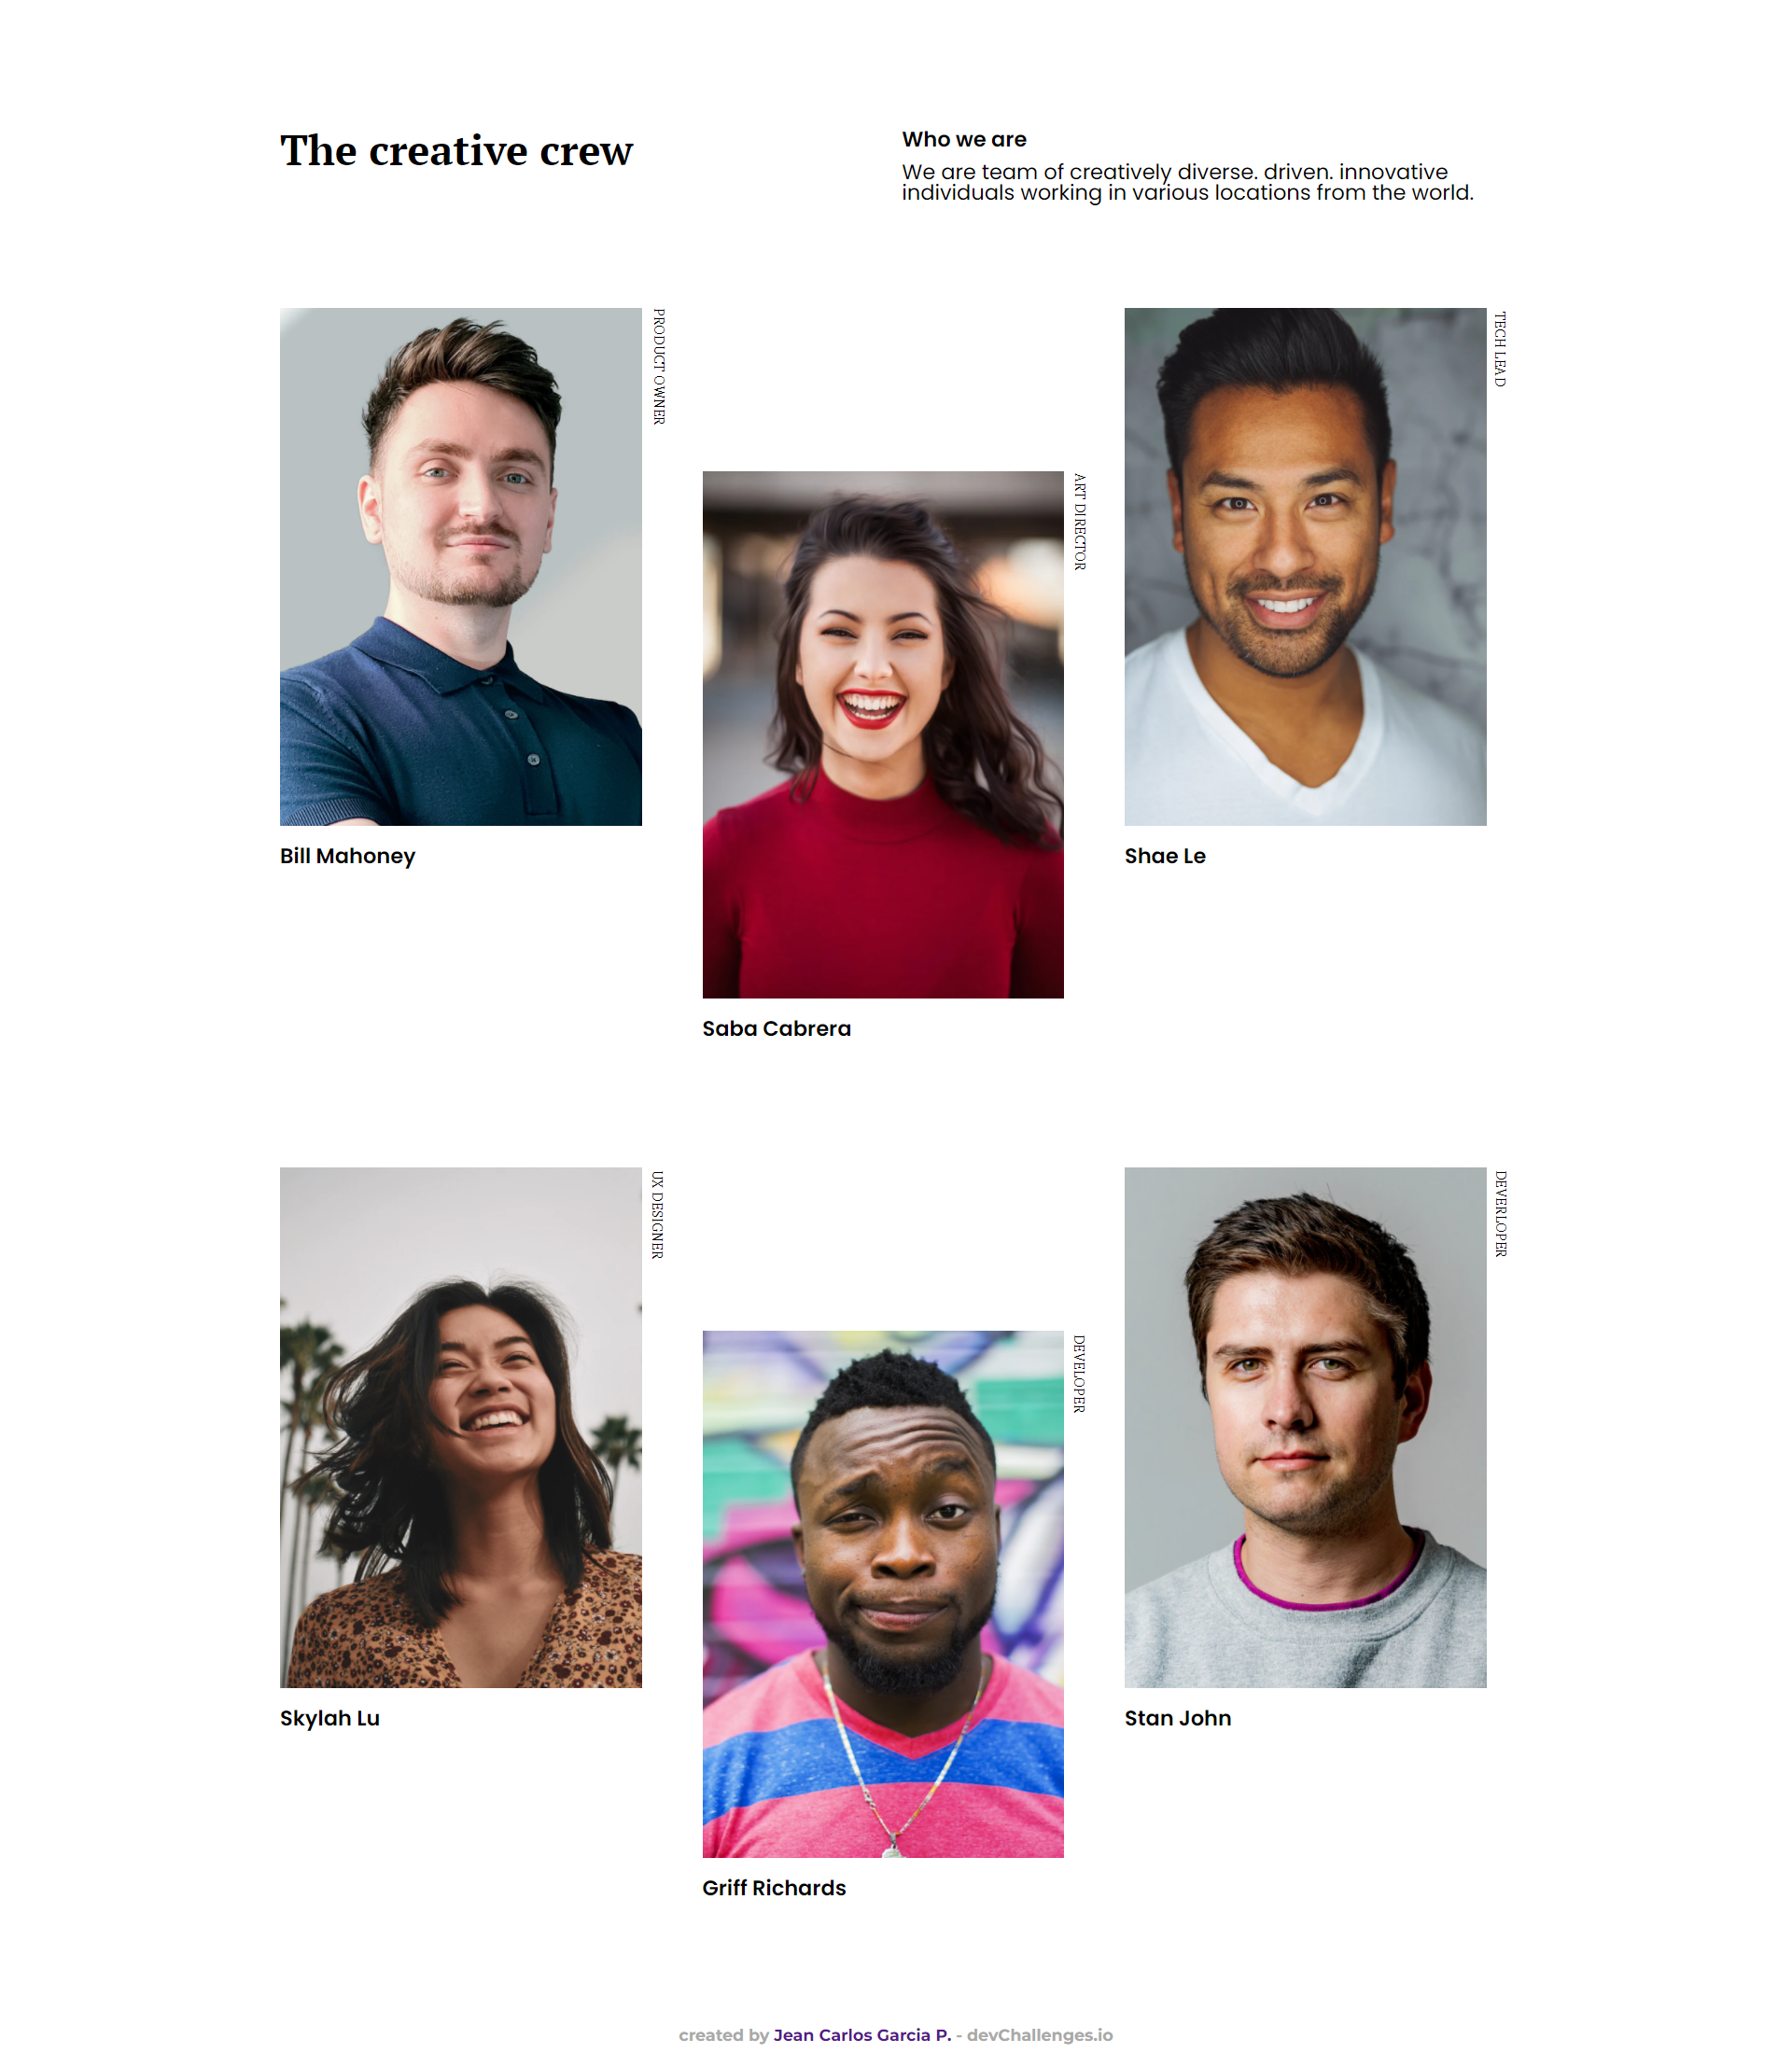 The creative crew
Who we are
We are team of creatively diverse. driven. innovative
individuals working in various locations from the world.
PRODUCT OWNER
Bill Mahoney
ART DIRECTOR
Saba Cabrera
TECH LEAD
Shae Le
UX DESIGNER
Skylah Lu
DEVELOPER
Griff Richards
DEVERLOPER
Stan John
created by Jean Carlos Garcia P. - devChallenges.io